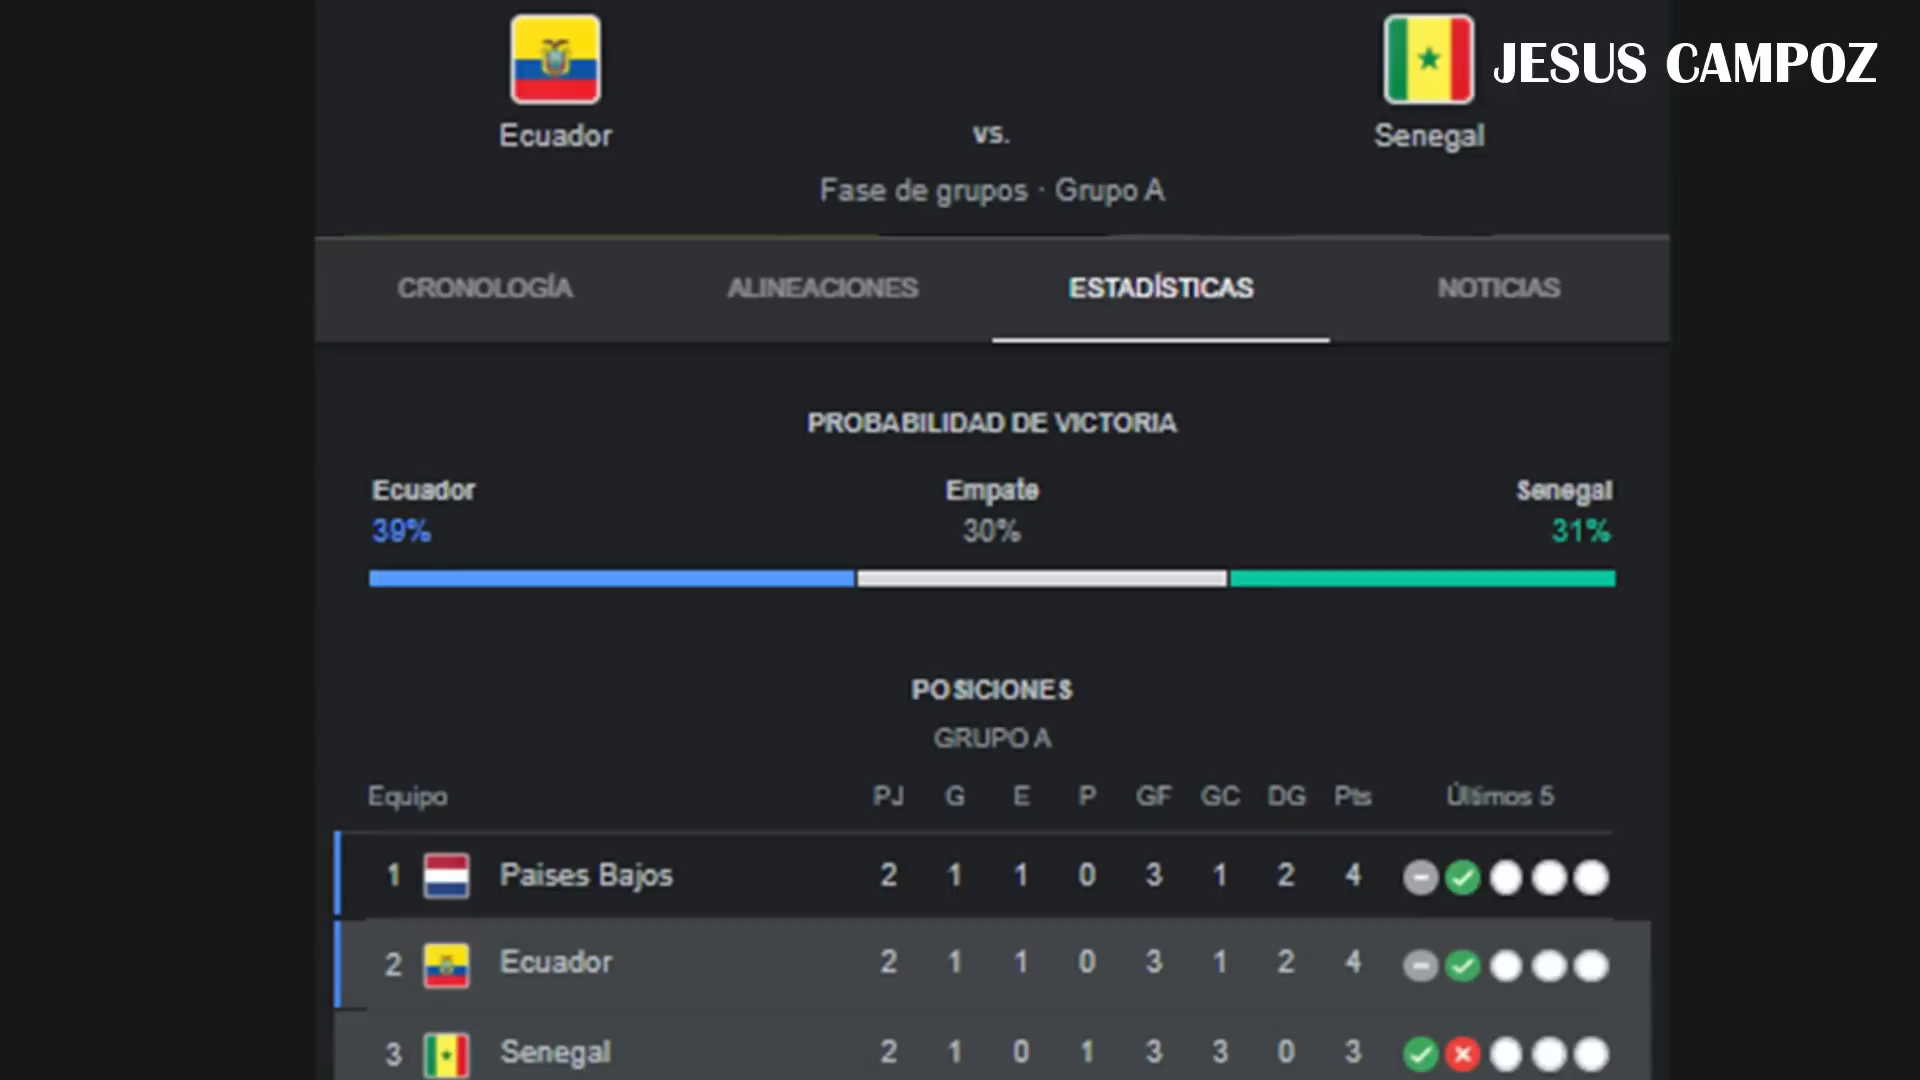 JESUS CAMPOZ
Ecuador vs. Senegal
Fase de grupos · Grupo A
CRONOLOGÍA ALINEACIONES ESTADÍSTICAS NOTICIAS
PROBABILIDAD DE VICTORIA
Ecuador Empate Senegal
39% 30% 31%
POSICIONES
GRUPO A
Equipo PJ G E P GF GC DG Pts Últimos 5
1 Paises Bajos 2 1 1 0 3 1 2 4
2 Ecuador 2 1 1 0 3 1 2 4
3 Senegal 2 1 0 1 3 3 0 3